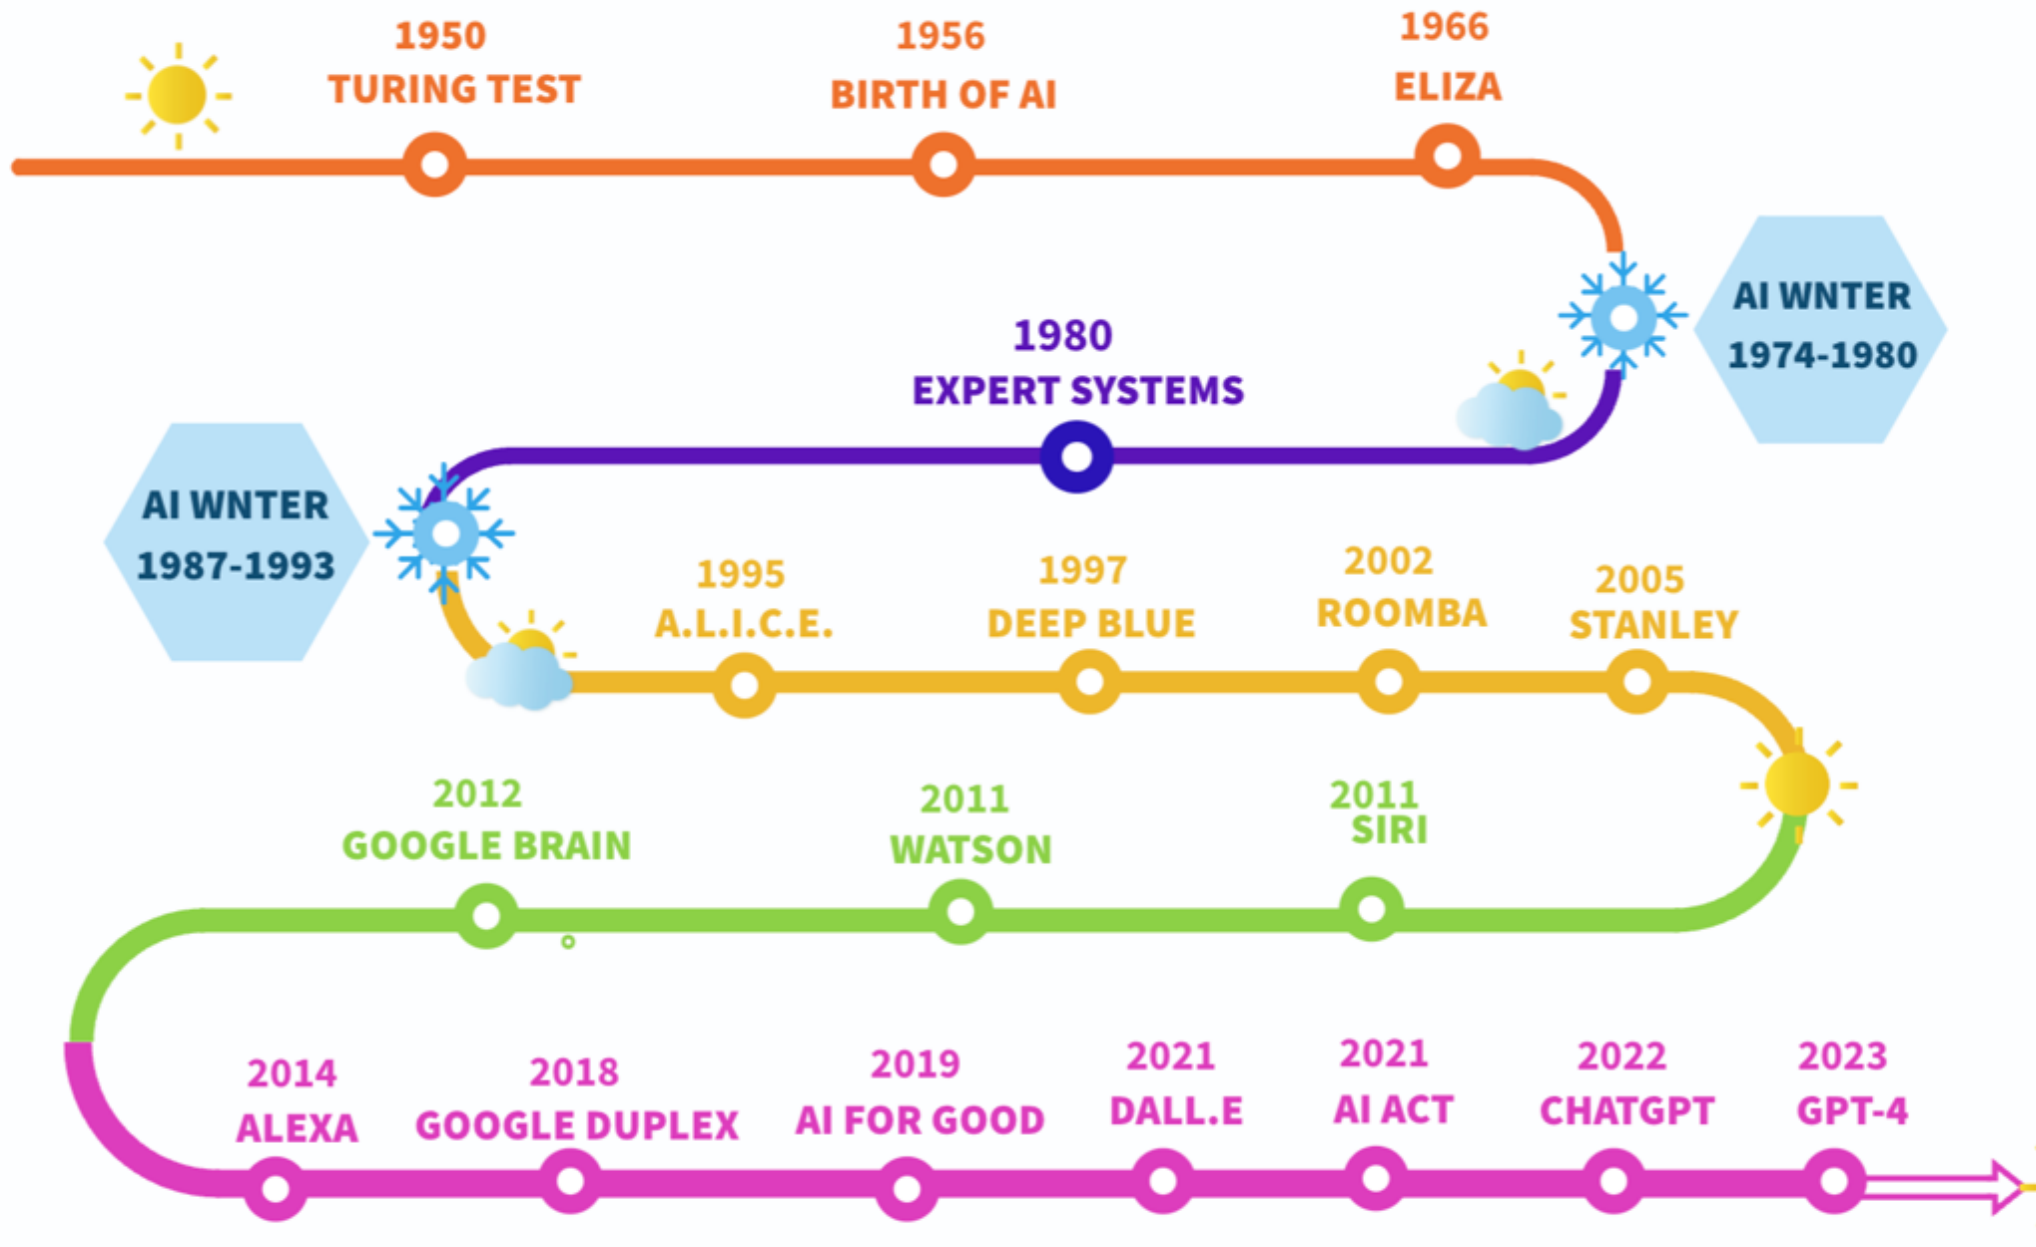 1950
TURING TEST
1956
BIRTH OF AI
1966
ELIZA
AI WNTER
1974-1980
1980
EXPERT SYSTEMS
AI WNTER
1987-1993
1995
A.L.I.C.E.
1997
DEEP BLUE
2002
ROOMBA
2005
STANLEY
2011
SIRI
2011
WATSON
2012
GOOGLE BRAIN
2014
ALEXA
2018
GOOGLE DUPLEX
2019
AI FOR GOOD
2021
DALL.E
2021
AI ACT
2022
CHATGPT
2023
GPT-4